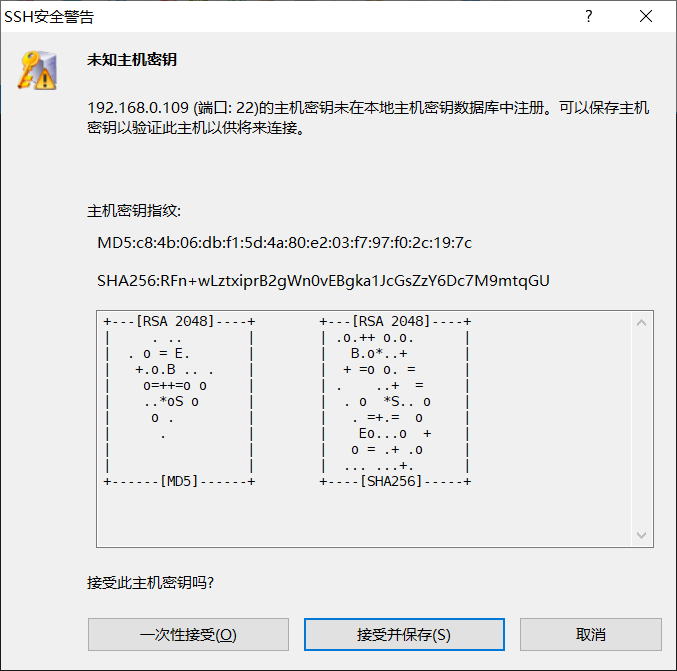 SSH安全警告
未知主机密钥
192.168.0.109 (端口: 22)的主机密钥未在本地主机密钥数据库中注册。可以保存主机
密钥以验证此主机以供将来连接。
主机密钥指纹:
MD5:c8:4b:06:db:f1:5d:4a:80:e2:03:f7:97:f0:2c:19:7c
SHA256:RFn+wLztxiprB2gWn0vEBgka1JcGsZzY6Dc7M9mtqGU
+---[RSA 2048]----+        +---[RSA 2048]----+
|     . ..        |        | .o.++ o.o.      |
|  . o = E.       |        |   B.o*..+       |
|   +.o.B .. .    |        |  + =o o. =      |
|    o=++=o o     |        | .    ..+  =     |
|    ..*oS o      |        |  . o  *S.. o    |
|     o .         |        |   . =+.=  o     |
|      .          |        |    Eo...o  +    |
|                 |        |   o = .+ .o     |
|                 |        |  ... ...+.      |
+------[MD5]------+        +----[SHA256]-----+
接受此主机密钥吗?
一次性接受(O)
接受并保存(S)
取消